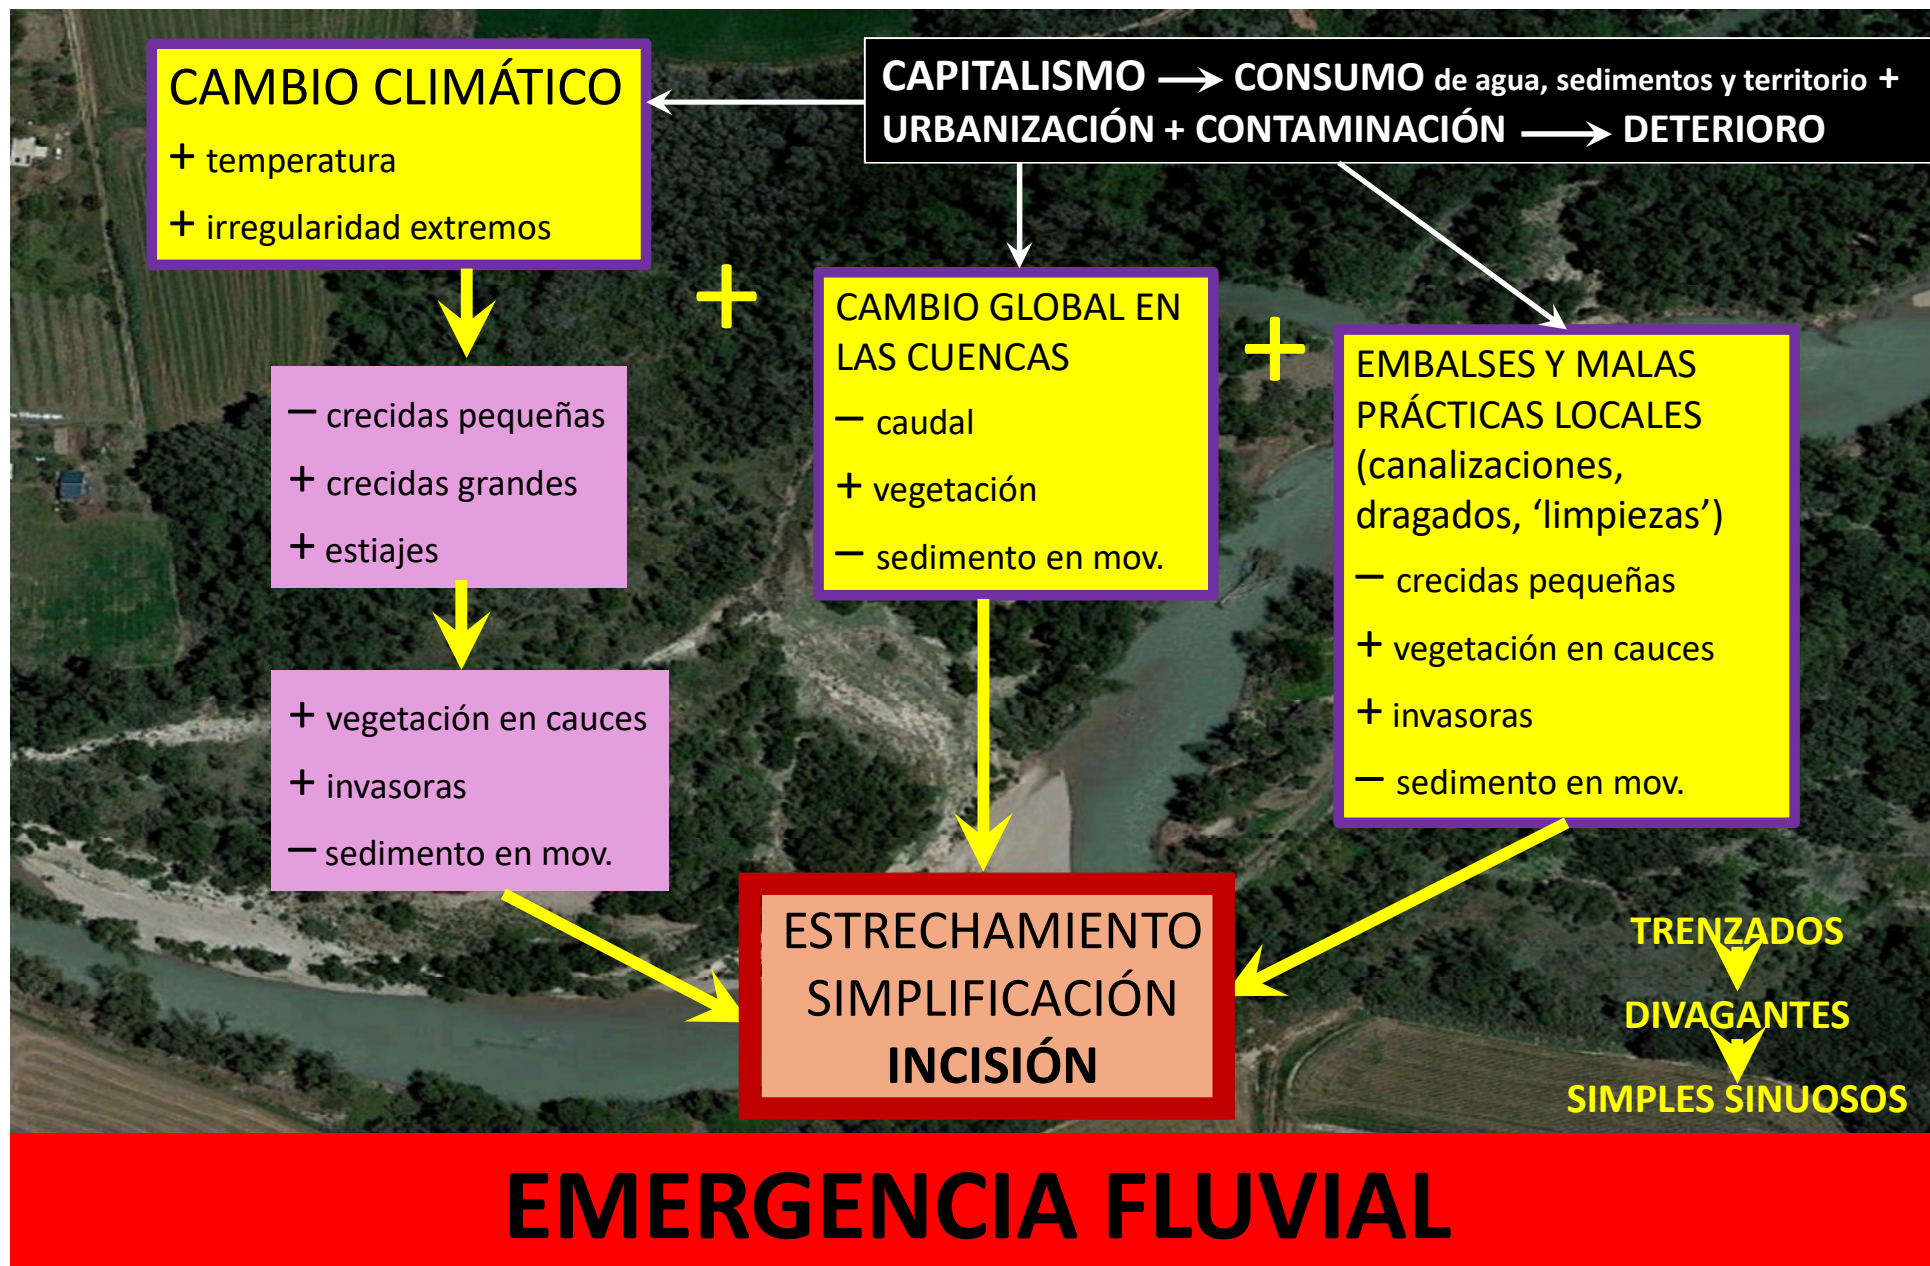 CAMBIO CLIMÁTICO
+ temperatura
+ irregularidad extremos
CAPITALISMO → CONSUMO de agua, sedimentos y territorio +
URBANIZACIÓN + CONTAMINACIÓN → DETERIORO
+
+
— crecidas pequeñas
+ crecidas grandes
+ estiajes
+ vegetación en cauces
+ invasoras
— sedimento en mov.
CAMBIO GLOBAL EN
LAS CUENCAS
— caudal
+ vegetación
— sedimento en mov.
EMBALSES Y MALAS
PRÁCTICAS LOCALES
(canalizaciones,
dragados, ‘limpiezas’)
— crecidas pequeñas
+ vegetación en cauces
+ invasoras
— sedimento en mov.
ESTRECHAMIENTO
SIMPLIFICACIÓN
INCISIÓN
TRENZADOS
DIVAGANTES
SIMPLES SINUOSOS
EMERGENCIA FLUVIAL